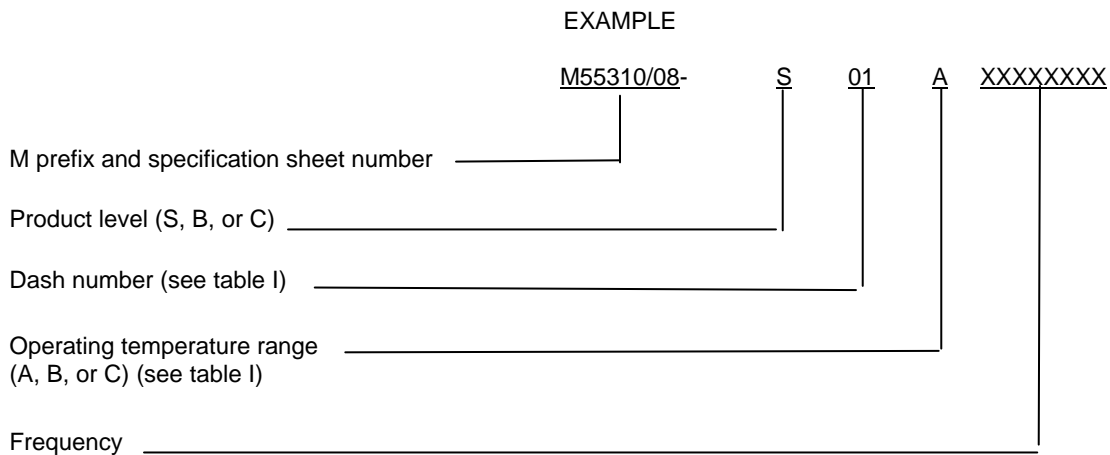 EXAMPLE
M55310/08- S 01 A XXXXXXXX
M prefix and specification sheet number
Product level (S, B, or C)
Dash number (see table I)
Operating temperature range
(A, B, or C) (see table I)
Frequency